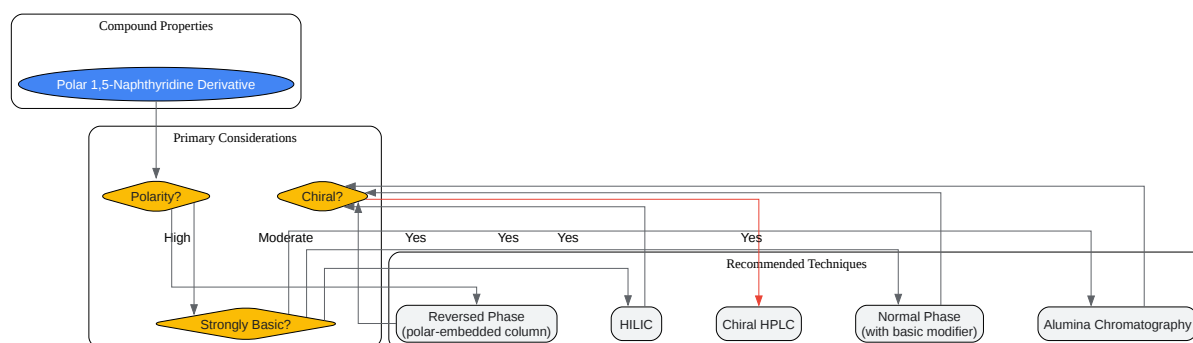 Compound Properties
Polar 1,5-Naphthyridine Derivative
Primary Considerations
Polarity?
Chiral?
High
Moderate
Yes
Yes
Yes
Yes
Recommended Techniques
Strongly Basic?
Reversed Phase
(polar-embedded column)
HILIC
Chiral HPLC
Normal Phase
(with basic modifier)
Alumina Chromatography